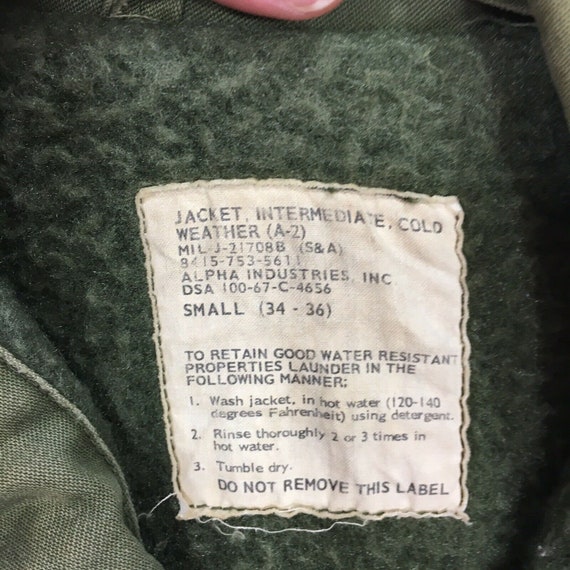 JACKET, INTERMEDIATE, COLD
WEATHER (A-2)
MIL-J-21708B (S&A)
8415-753-5611
ALPHA INDUSTRIES, INC
DSA 100-67-C-4656
SMALL (34 - 36)
TO RETAIN GOOD WATER RESISTANT
PROPERTIES LAUNDER IN THE
FOLLOWING MANNER:
1. Wash jacket, in hot water (120-140
degrees Fahrenheit) using detergent.
2. Rinse thoroughly 2 or 3 times in
hot water.
3. Tumble dry.
DO NOT REMOVE THIS LABEL